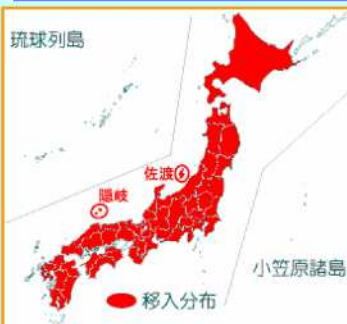 琉球列島
佐渡
隠岐
小笠原諸島
移入分布